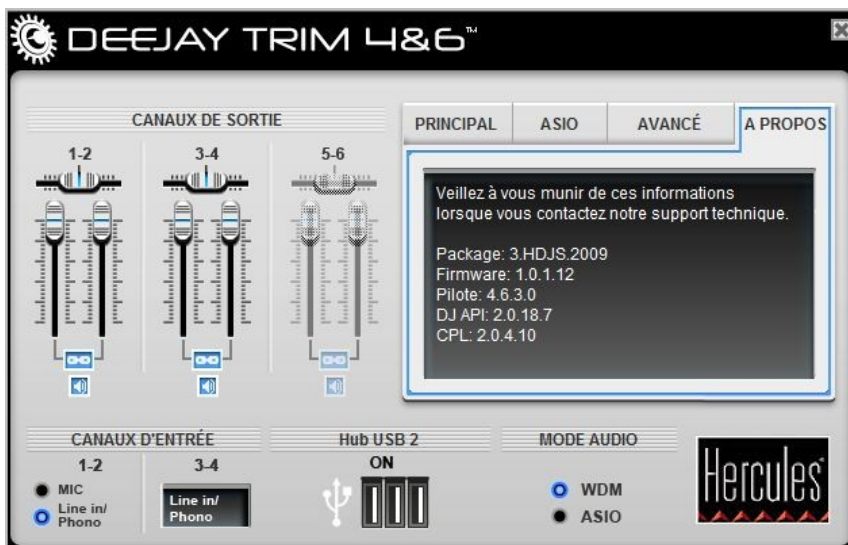 DEEJAY TRIM 4&6™
CANAUX DE SORTIE
1-2
3-4
5-6
PRINCIPAL
ASIO
AVANCÉ
A PROPOS
Veillez à vous munir de ces informations
lorsque vous contactez notre support technique.
Package: 3.HDJS.2009
Firmware: 1.0.1.12
Pilote: 4.6.3.0
DJ API: 2.0.18.7
CPL: 2.0.4.10
CANAUX D'ENTRÉE
1-2
3-4
MIC
Line in/
Phono
Line in/
Phono
Hub USB 2
ON
MODE AUDIO
WDM
ASIO
Hercules®